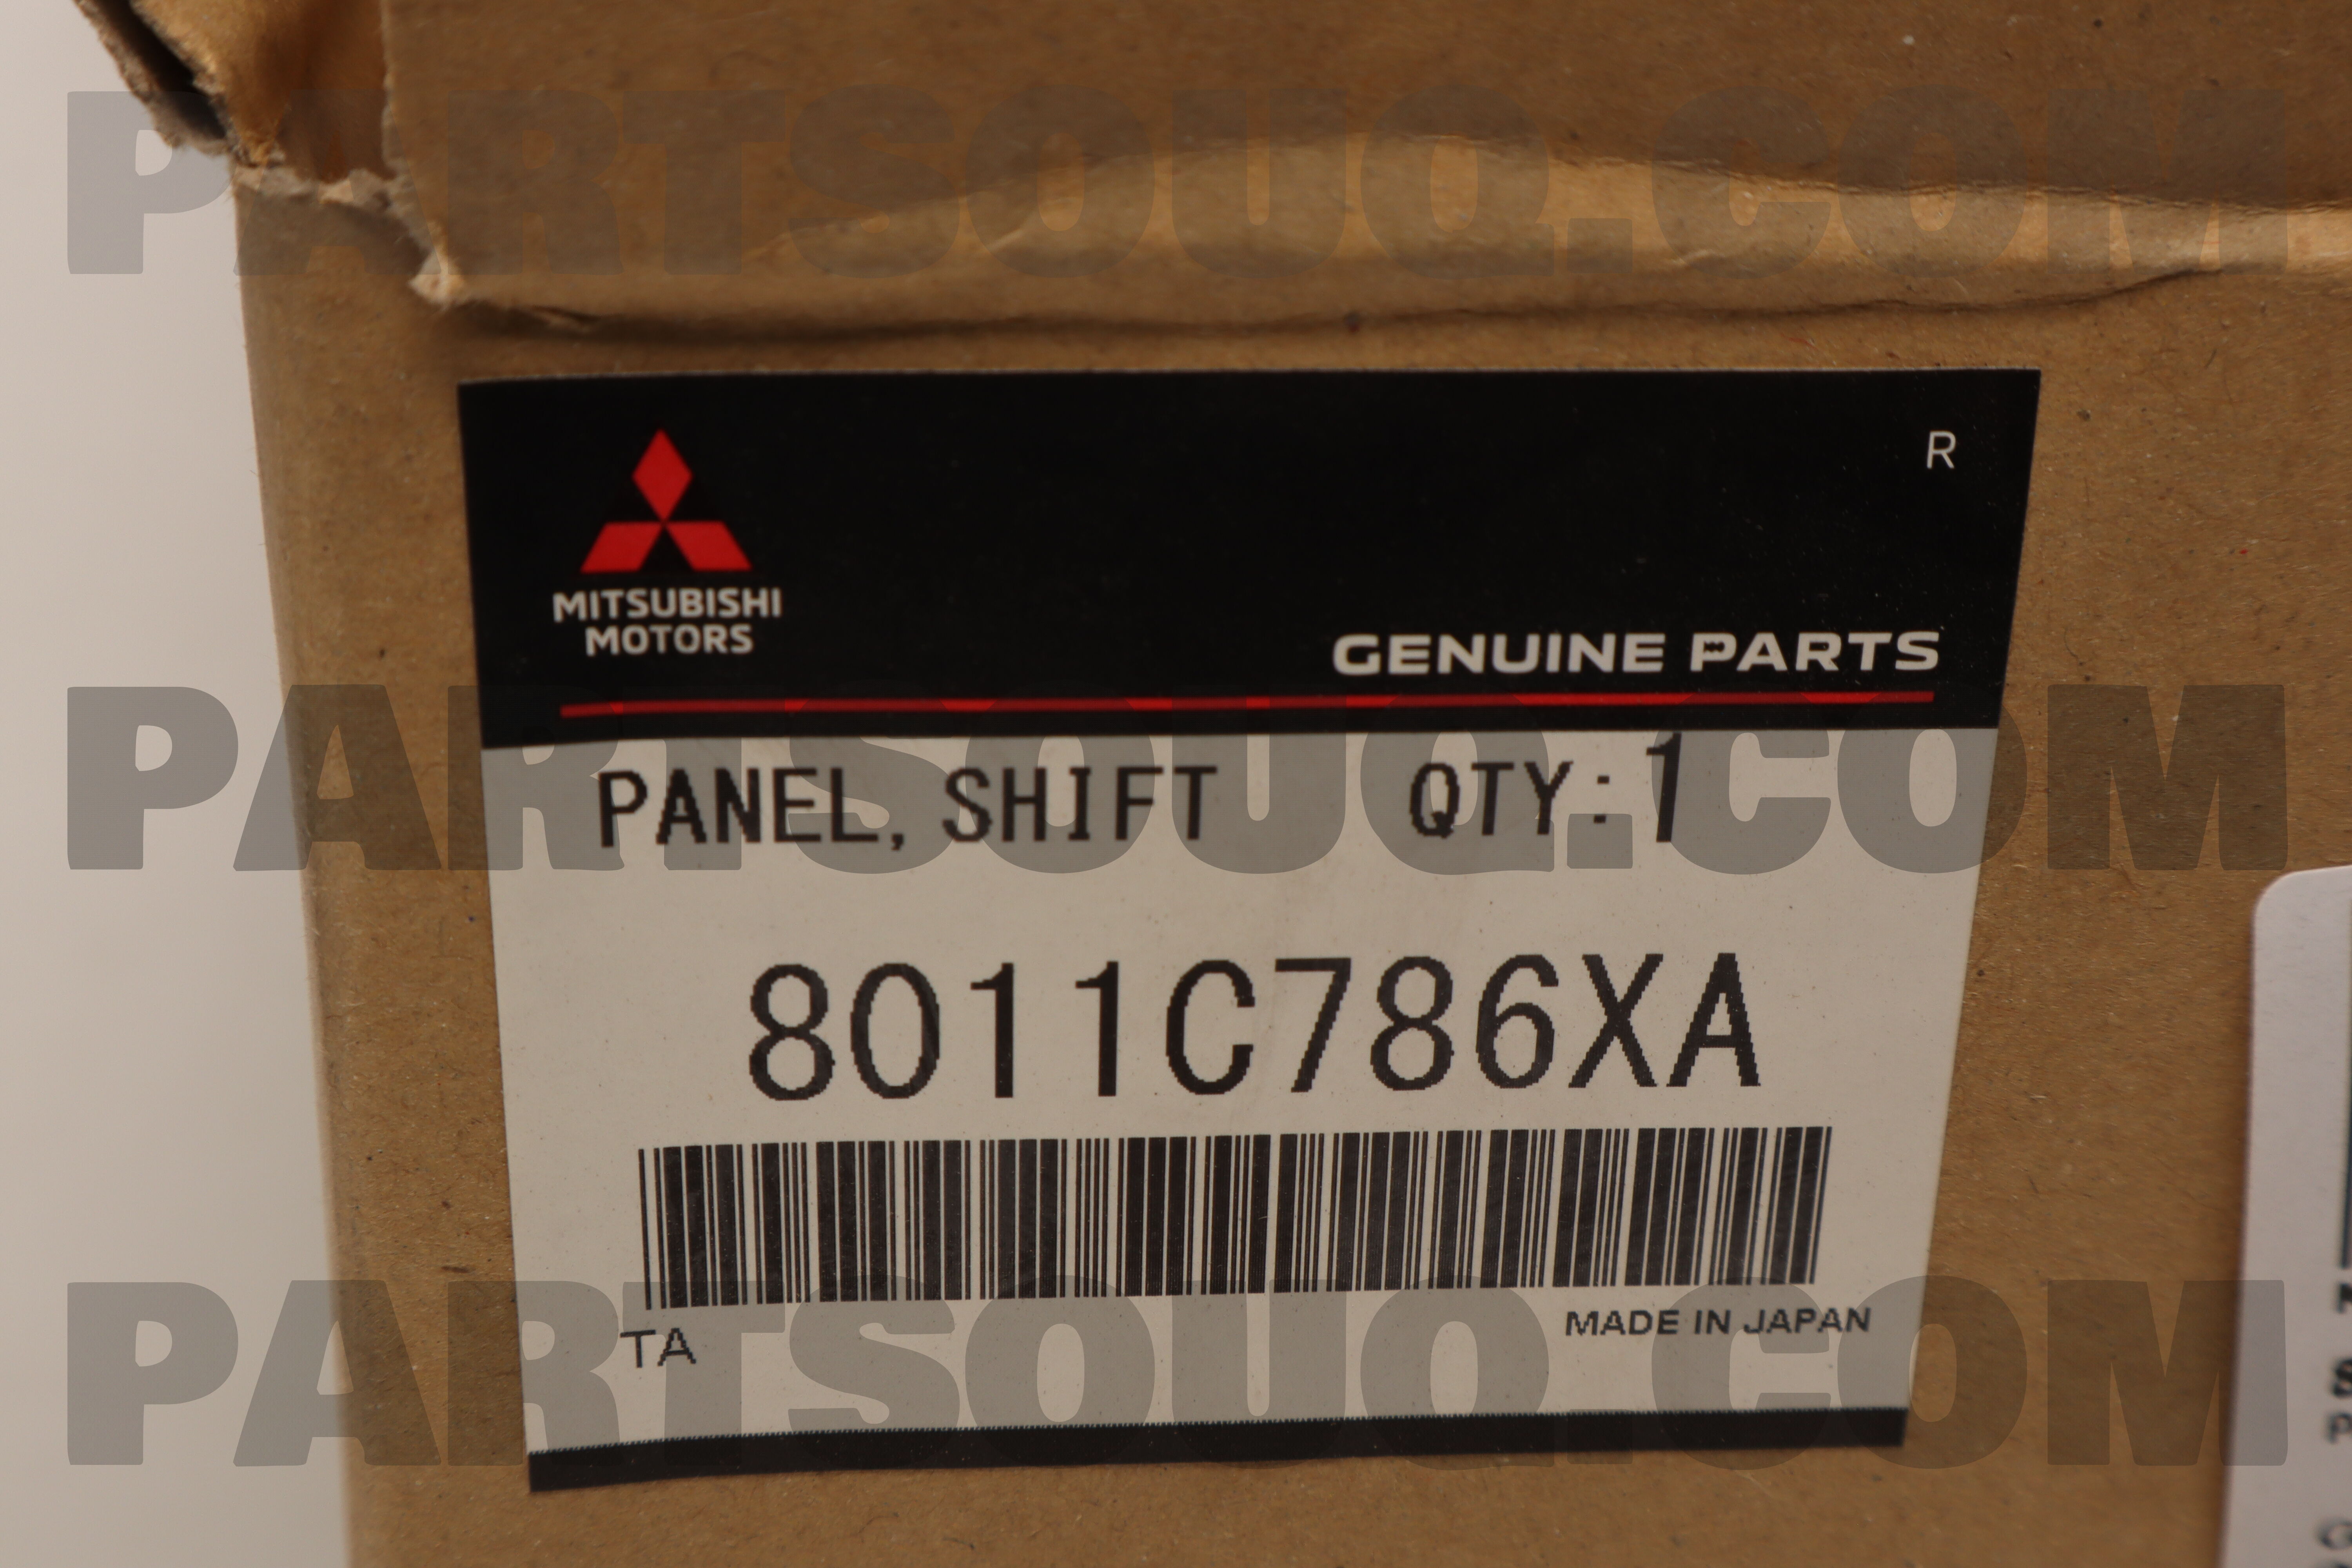 PARTSOUQ.COM
R
MITSUBISHI
MOTORS
GENUINE PARTS
PARTSOUQ.COM
PANEL, SHIFT QTY:1
8011C786XA
TA
MADE IN JAPAN
PARTSOUQ.COM